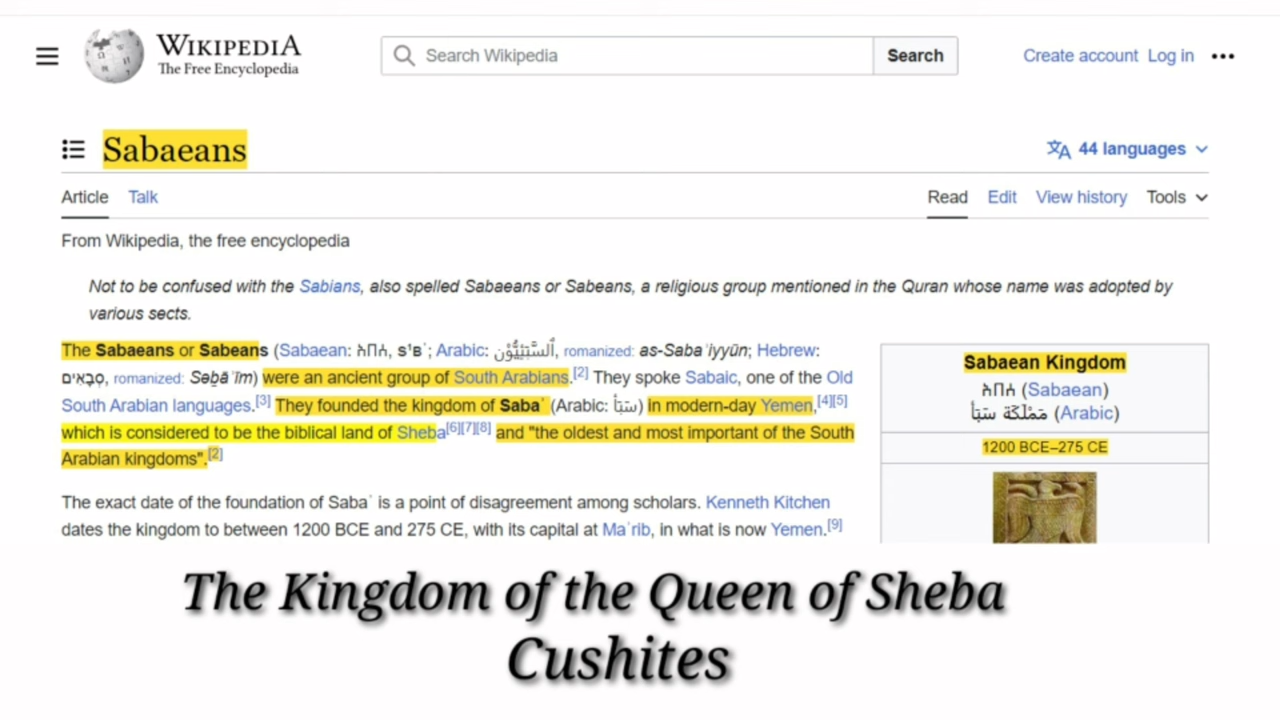 WIKIPEDIA
The Free Encyclopedia
Search Wikipedia
Search
Create account Log in
Sabaeans
44 languages
Article Talk
Read Edit View history Tools
From Wikipedia, the free encyclopedia
Not to be confused with the Sabians, also spelled Sabaeans or Sabeans, a religious group mentioned in the Quran whose name was adopted by
various sects.
The Sabaeans or Sabeans (Sabaean: 𐩪𐩨𐩱, S¹Bʾ; Arabic: ٱلسَّبَئِيُّوْن, romanized: as-Sabaʾiyyūn; Hebrew:
סְבָאִים, romanized: Səḇāʾīm) were an ancient group of South Arabians.[2] They spoke Sabaic, one of the Old
South Arabian languages.[3] They founded the kingdom of Sabaʾ (Arabic: سَبَأ) in modern-day Yemen,[4][5]
which is considered to be the biblical land of Sheba[6][7][8] and "the oldest and most important of the South
Arabian kingdoms".[2]
The exact date of the foundation of Sabaʾ is a point of disagreement among scholars. Kenneth Kitchen
dates the kingdom to between 1200 BCE and 275 CE, with its capital at Maʾrib, in what is now Yemen.[9]
Sabaean Kingdom
𐩪𐩨𐩱 (Sabaean)
مَمْلَكَة سَبَأ (Arabic)
1200 BCE–275 CE
The Kingdom of the Queen of Sheba
Cushites